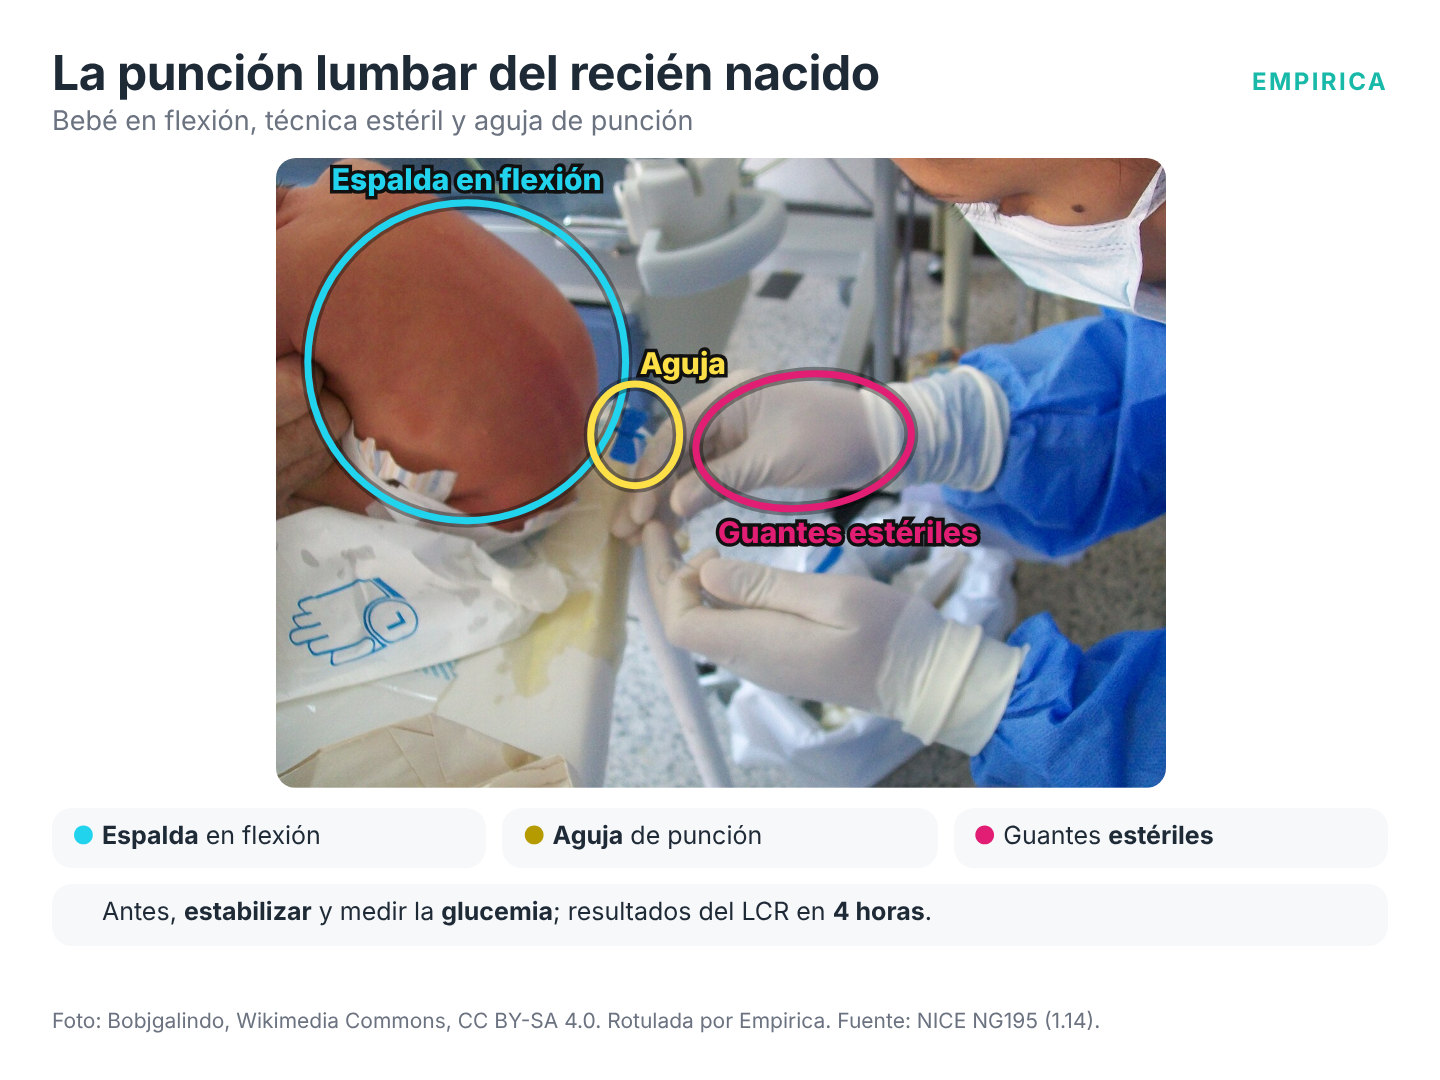 La punción lumbar del recién nacido
EMPIRICA
Bebé en flexión, técnica estéril y aguja de punción
Espalda en flexión
Aguja
Guantes estériles
Espalda en flexión
Aguja de punción
Guantes estériles
Antes, estabilizar y medir la glucemia; resultados del LCR en 4 horas.
Foto: Bobjgalindo, Wikimedia Commons, CC BY-SA 4.0. Rotulada por Empirica. Fuente: NICE NG195 (1.14).